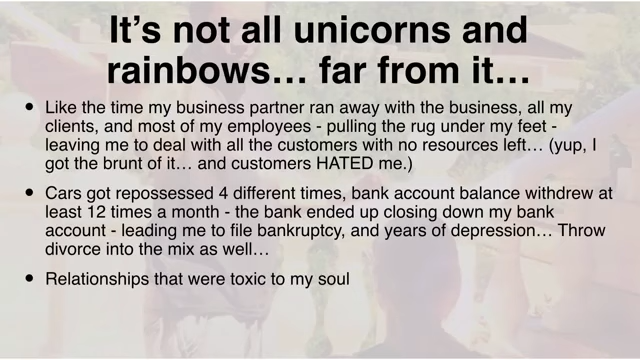 It’s not all unicorns and
rainbows… far from it…
• Like the time my business partner ran away with the business, all my
clients, and most of my employees - pulling the rug under my feet -
leaving me to deal with all the customers with no resources left… (yup, I
got the brunt of it… and customers HATED me.)
• Cars got repossessed 4 different times, bank account balance withdrew at
least 12 times a month - the bank ended up closing down my bank
account - leading me to file bankruptcy, and years of depression… Throw
divorce into the mix as well…
• Relationships that were toxic to my soul